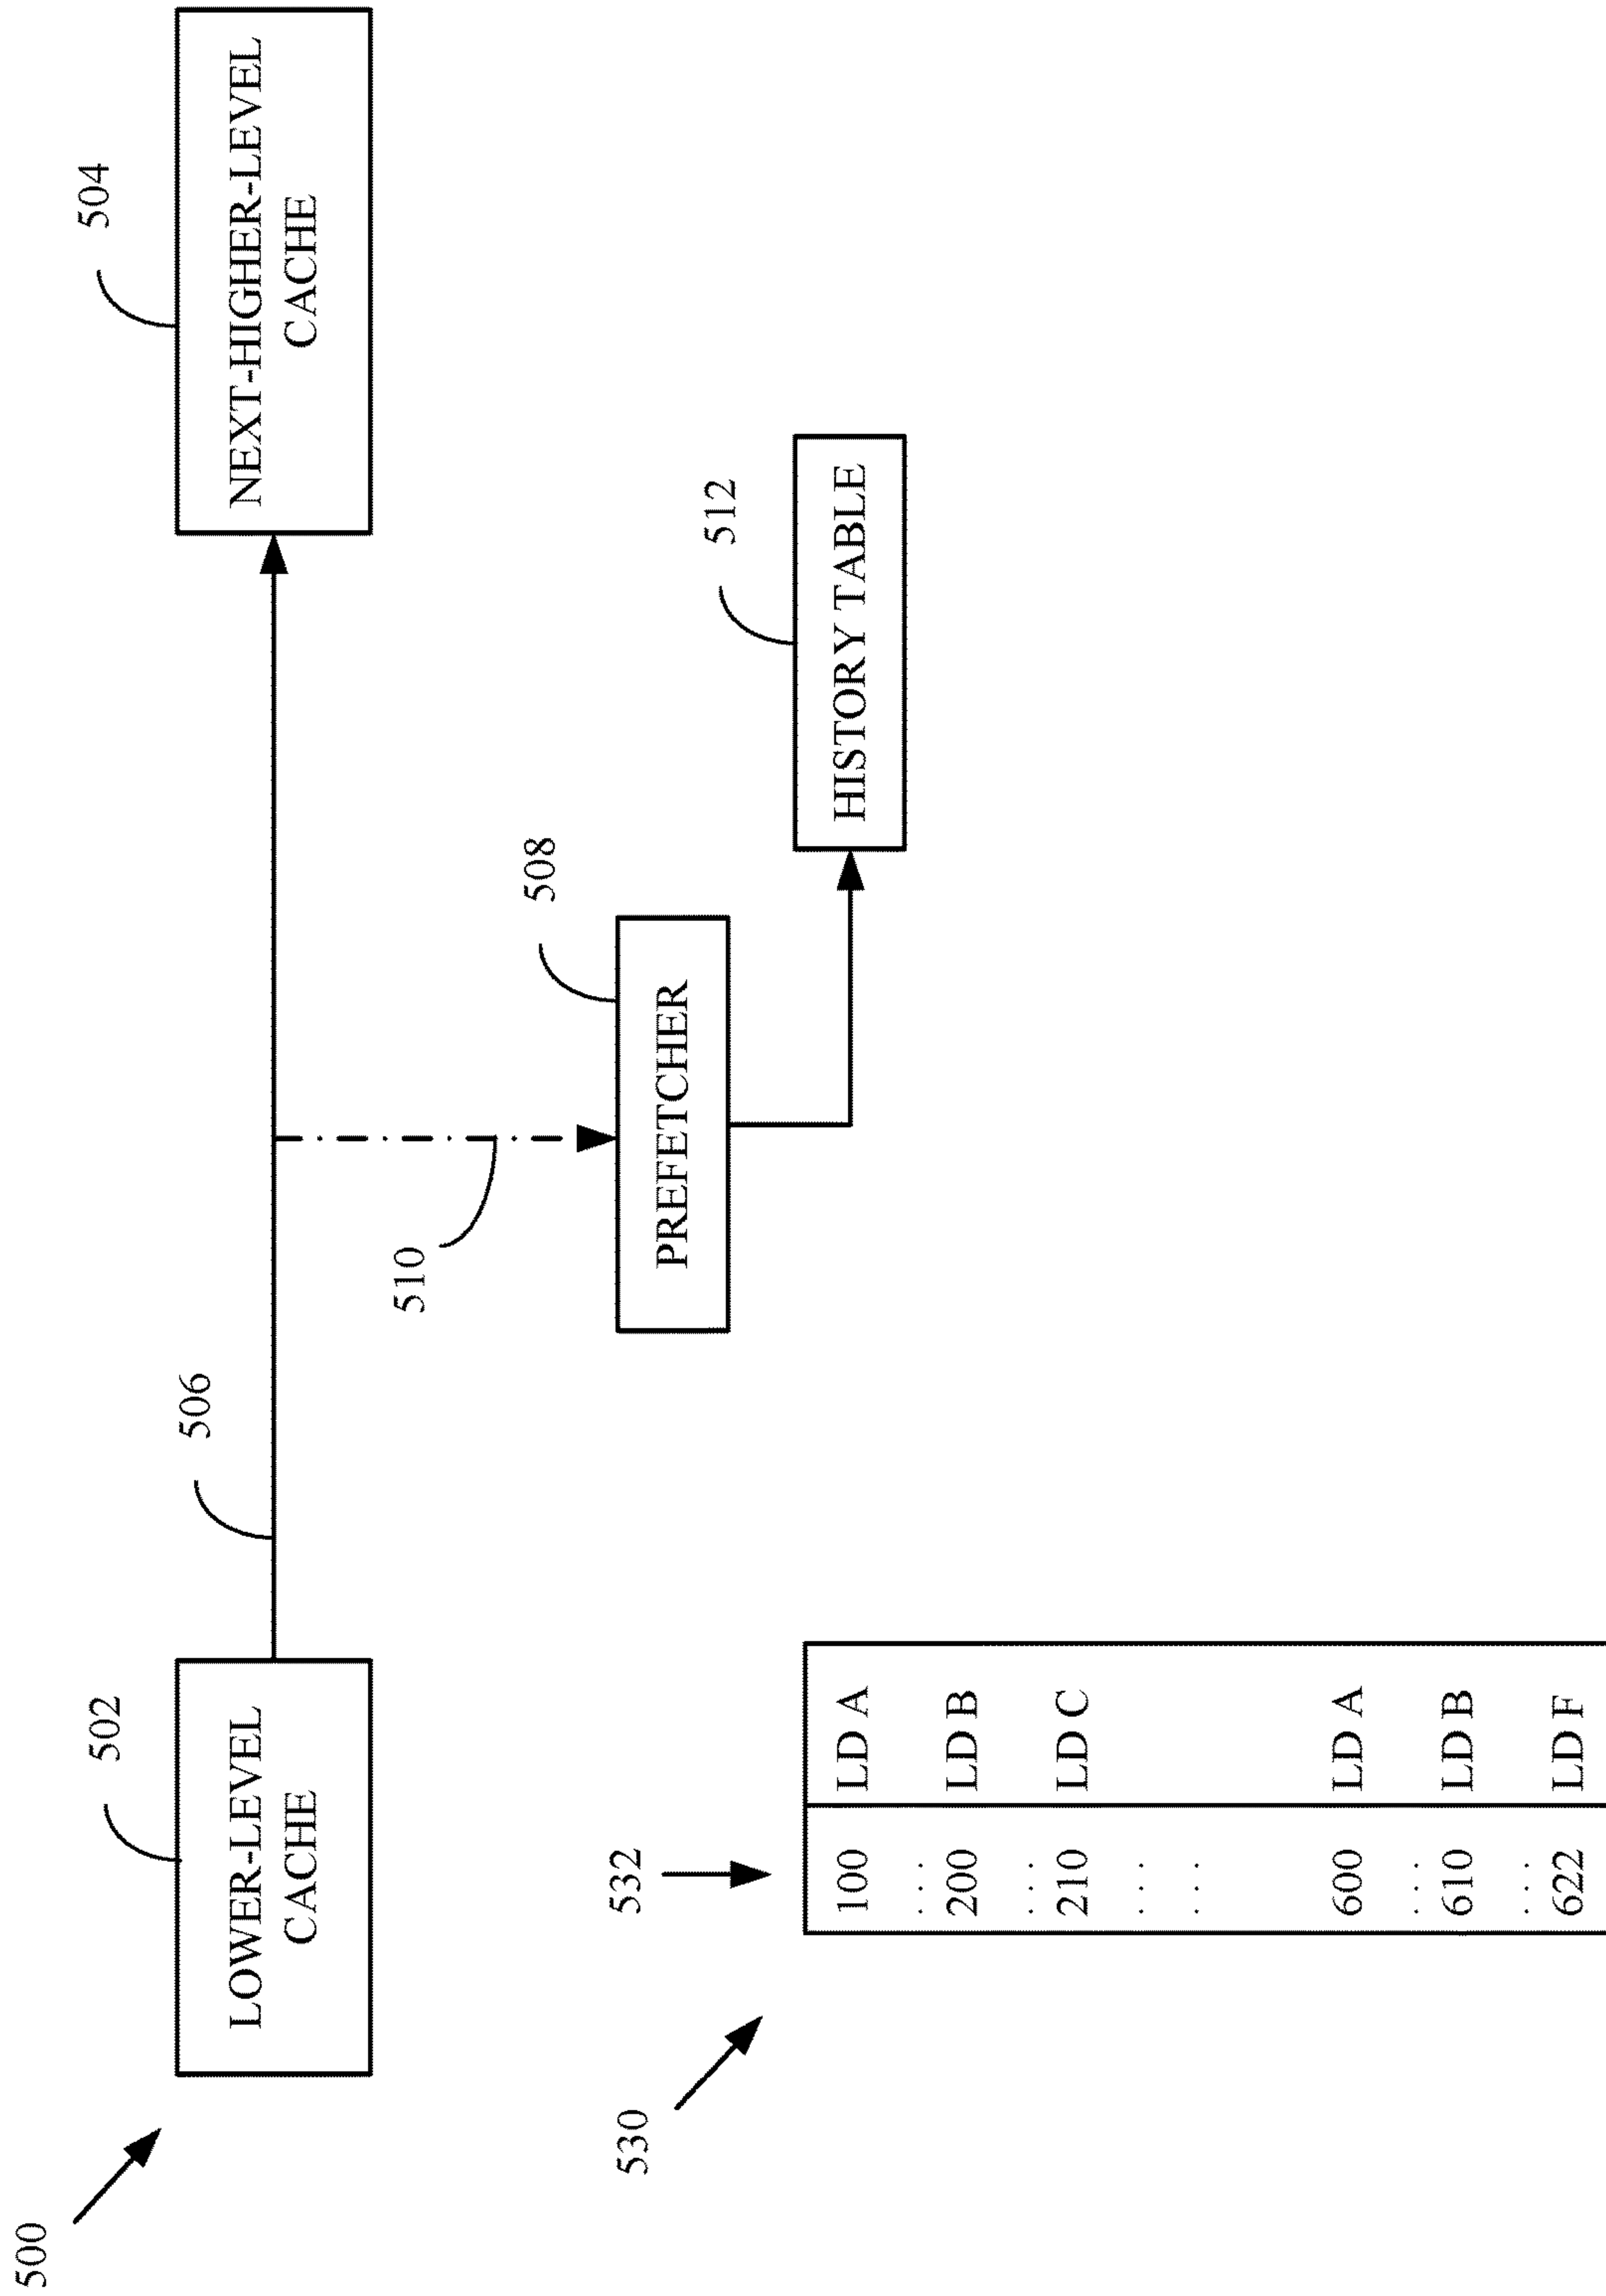 500
502
LOWER-LEVEL
CACHE
506
504
NEXT-HIGHER-LEVEL
CACHE
510
508
PREFETCHER
512
HISTORY TABLE
530
532
100 LD A
. . .
200 LD B
. . .
210 LD C
. . .
. . .
600 LD A
. . .
610 LD B
. . .
622 LD F